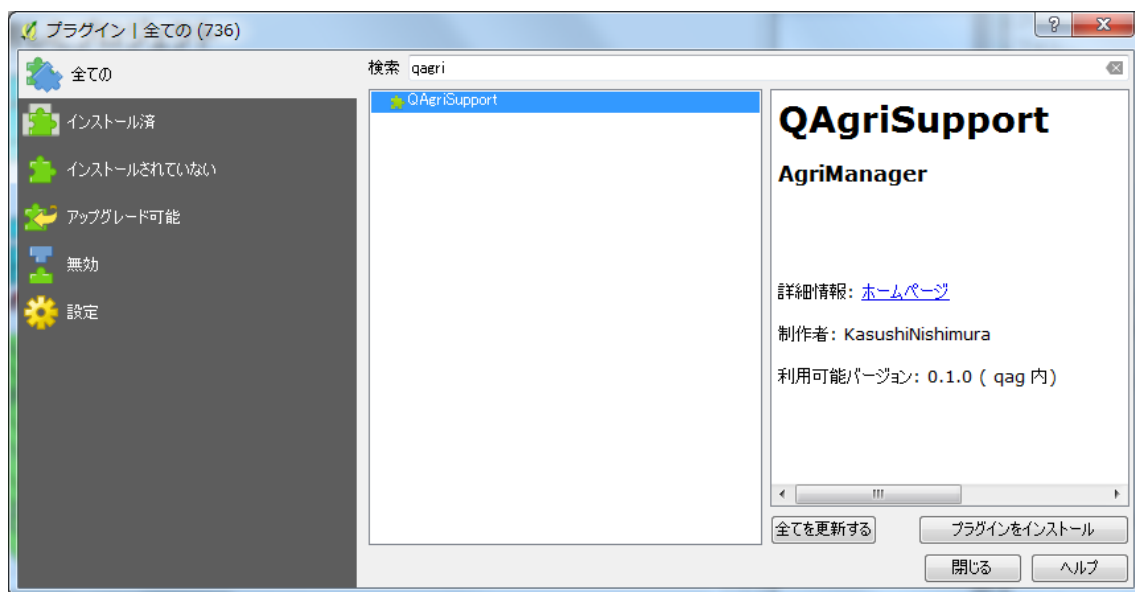 プラグイン | 全ての (736)
全ての
インストール済
インストールされていない
アップグレード可能
無効
設定
検索 qagri
QAgriSupport
QAgriSupport
AgriManager
詳細情報: ホームページ
制作者: KasushiNishimura
利用可能バージョン: 0.1.0 ( qag 内)
全てを更新する
プラグインをインストール
閉じる
ヘルプ